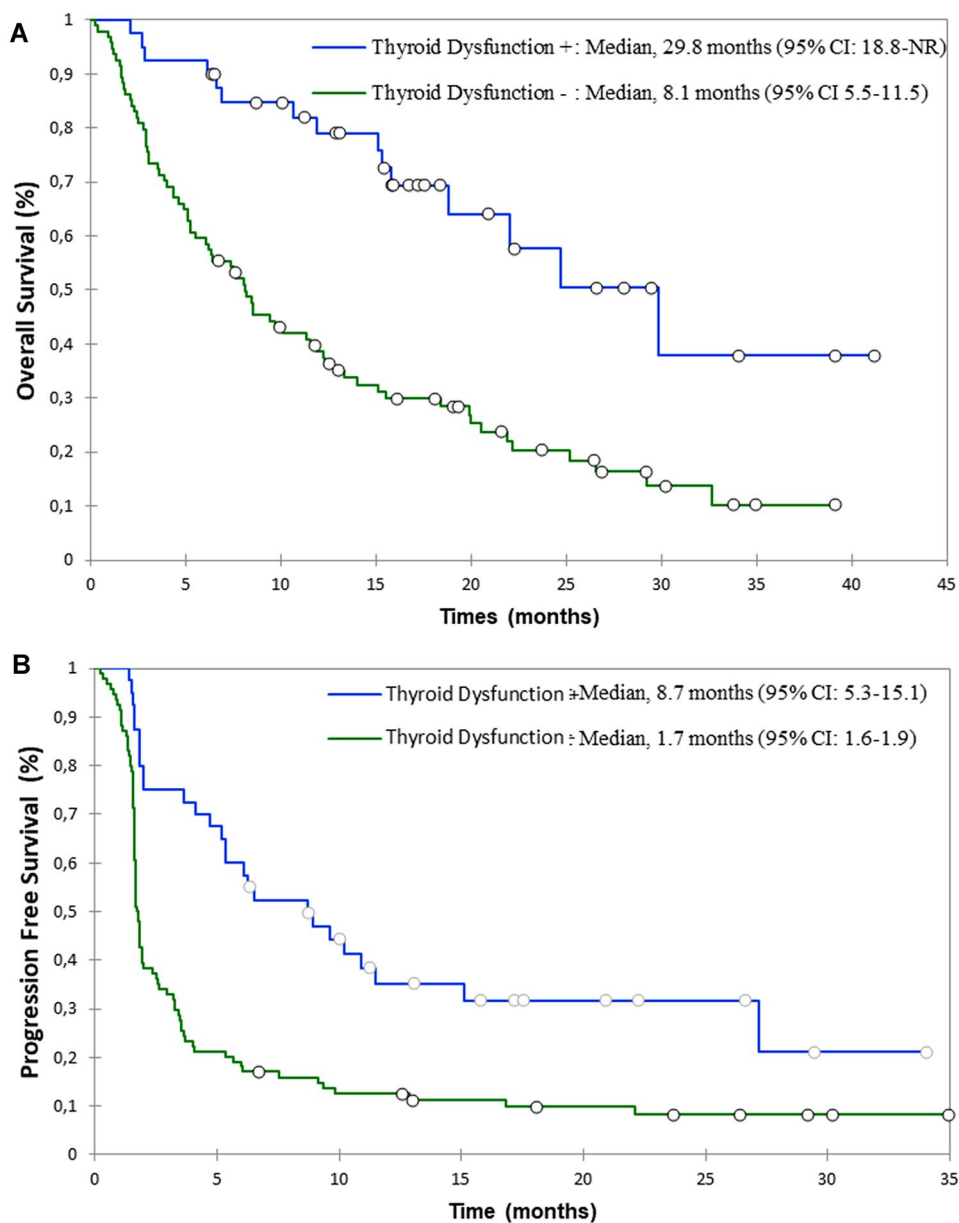 A
Thyroid Dysfunction +: Median, 29.8 months (95% CI: 18.8-NR)
Thyroid Dysfunction - : Median, 8.1 months (95% CI 5.5-11.5)
Overall Survival (%)
1
0,9
0,8
0,7
0,6
0,5
0,4
0,3
0,2
0,1
0
0 5 10 15 20 25 30 35 40 45
Times (months)
B
Thyroid Dysfunction +Median, 8.7 months (95% CI: 5.3-15.1)
Thyroid Dysfunction - Median, 1.7 months (95% CI: 1.6-1.9)
Progression Free Survival (%)
1
0,9
0,8
0,7
0,6
0,5
0,4
0,3
0,2
0,1
0
0 5 10 15 20 25 30 35
Time (months)